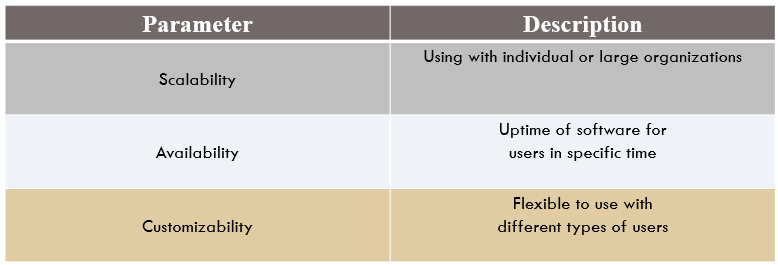 Parameter
Description
Scalability
Using with individual or large organizations
Availability
Uptime of software for
users in specific time
Customizability
Flexible to use with
different types of users